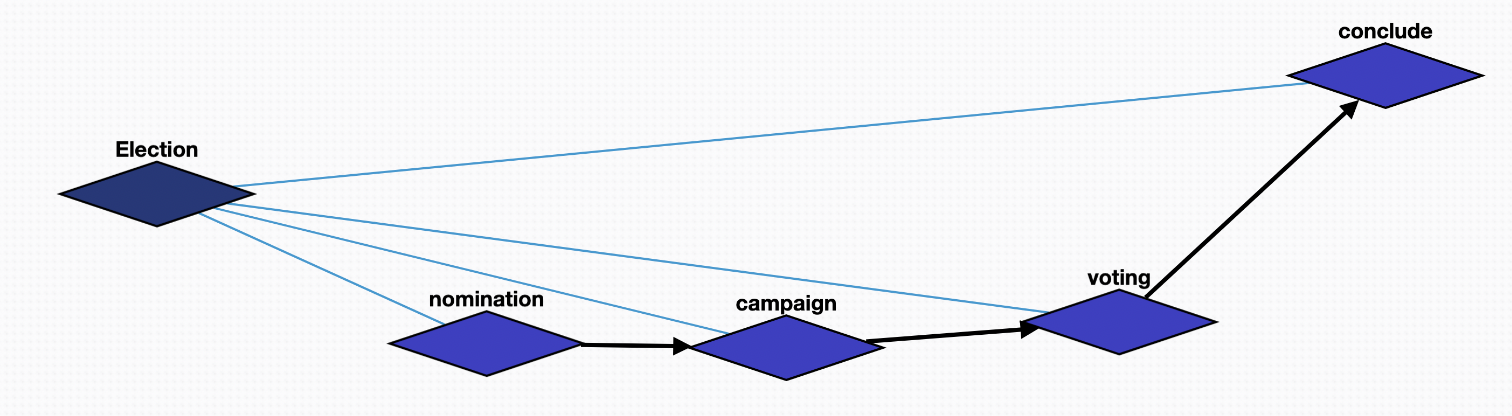 conclude
Election
nomination
campaign
voting